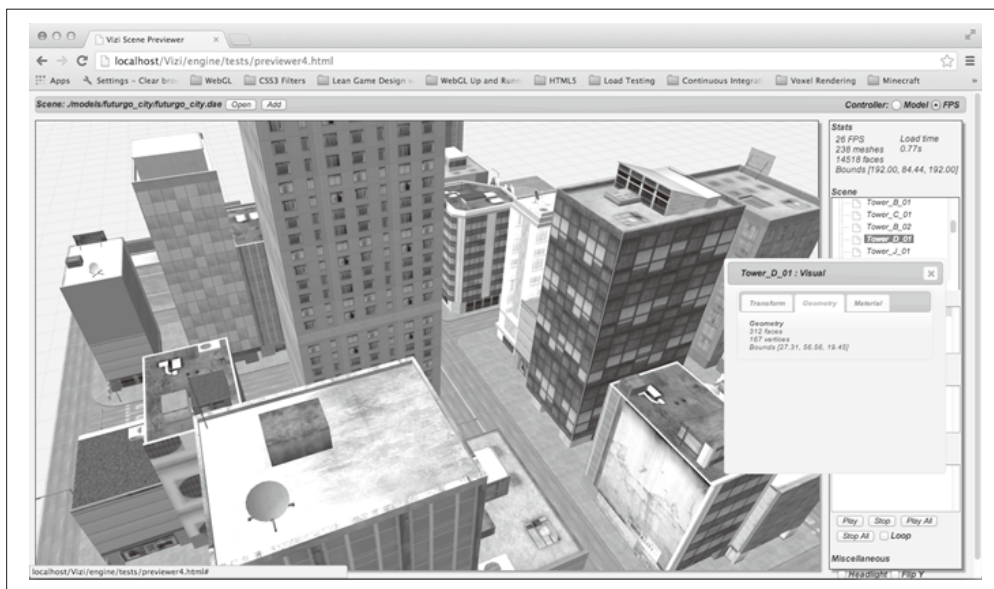 Vizi Scene Previewer
localhost/Vizi/engine/tests/previewer4.html
Apps Settings – Clear bro WebGL CSS3 Filters Lean Game Design WebGL Up and Runn HTML5 Load Testing Continuous Integrat Voxel Rendering Minecraft »
Scene: ./models/futurgo_city/futurgo_city.dae Open Add Controller: Model FPS
Stats
26 FPS Load time
238 meshes 0.77s
14518 faces
Bounds [192.00, 84.44, 192.00]
Scene
Tower_B_01
Tower_C_01
Tower_B_02
Tower_D_01
Tower_J_01
Tower_D_01 : Visual
Transform Geometry Material
Geometry
312 faces
167 vertices
Bounds [27.31, 56.56, 19.45]
Play Stop Play All
Stop All Loop
Miscellaneous
Headlight Flip Y
localhost/Vizi/engine/tests/previewer4.html#